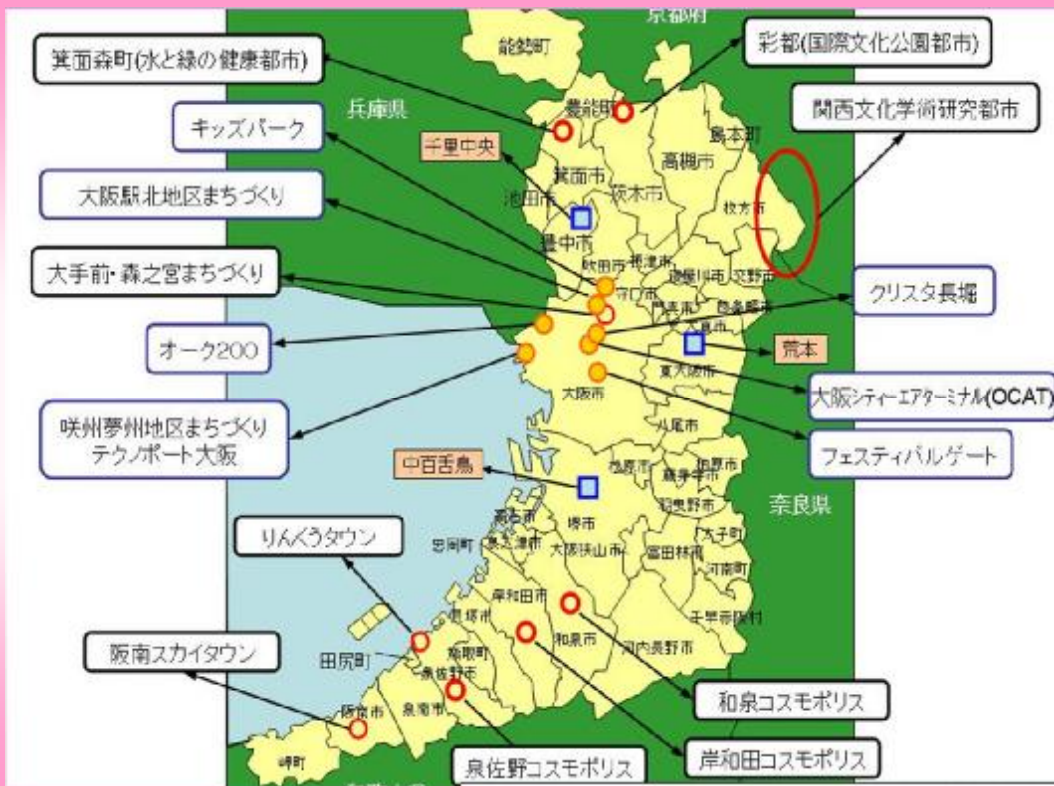 京都府
能勢町
箕面森町(水と緑の健康都市)
彩都(国際文化公園都市)
兵庫県
豊能町
関西文化学術研究都市
キッズパーク
島本町
千里中央
高槻市
箕面市
茨木市
池田市
大阪駅北地区まちづくり
枚方市
豊中市
吹田市
摂津市
寝屋川市
交野市
大手前・森之宮まちづくり
守口市
門真市
四条畷市
クリスタ長堀
大東市
オーク200
荒本
東大阪市
大阪市
大阪シティーエアターミナル(OCAT)
咲州夢州地区まちづくり
テクノポート大阪
八尾市
フェスティバルゲート
中百舌鳥
松原市
柏原市
藤井寺市
奈良県
羽曳野市
高石市
堺市
りんくうタウン
忠岡町
泉大津市
大阪狭山市
富田林市
太子町
河南町
岸和田市
千早赤阪村
貝塚市
和泉市
河内長野市
阪南スカイタウン
田尻町
熊取町
泉佐野市
和泉コスモポリス
阪南市
泉南市
岬町
泉佐野コスモポリス
岸和田コスモポリス